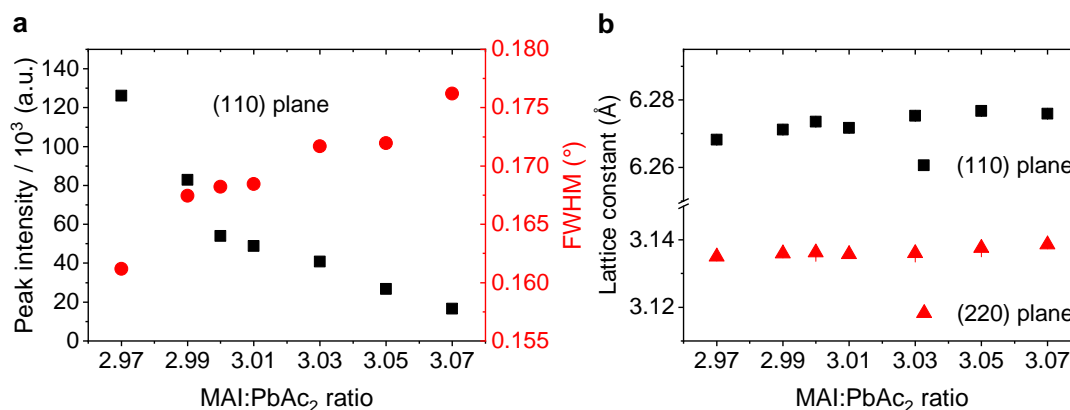 a
b
140
120
100
80
60
40
20
0
Peak intensity / 10³ (a.u.)
(110) plane
0.180
0.175
0.170
0.165
0.160
0.155
FWHM (°)
2.97 2.99 3.01 3.03 3.05 3.07
MAI:PbAc₂ ratio
6.28
6.26
3.14
3.12
Lattice constant (Å)
(110) plane
(220) plane
2.97 2.99 3.01 3.03 3.05 3.07
MAI:PbAc₂ ratio